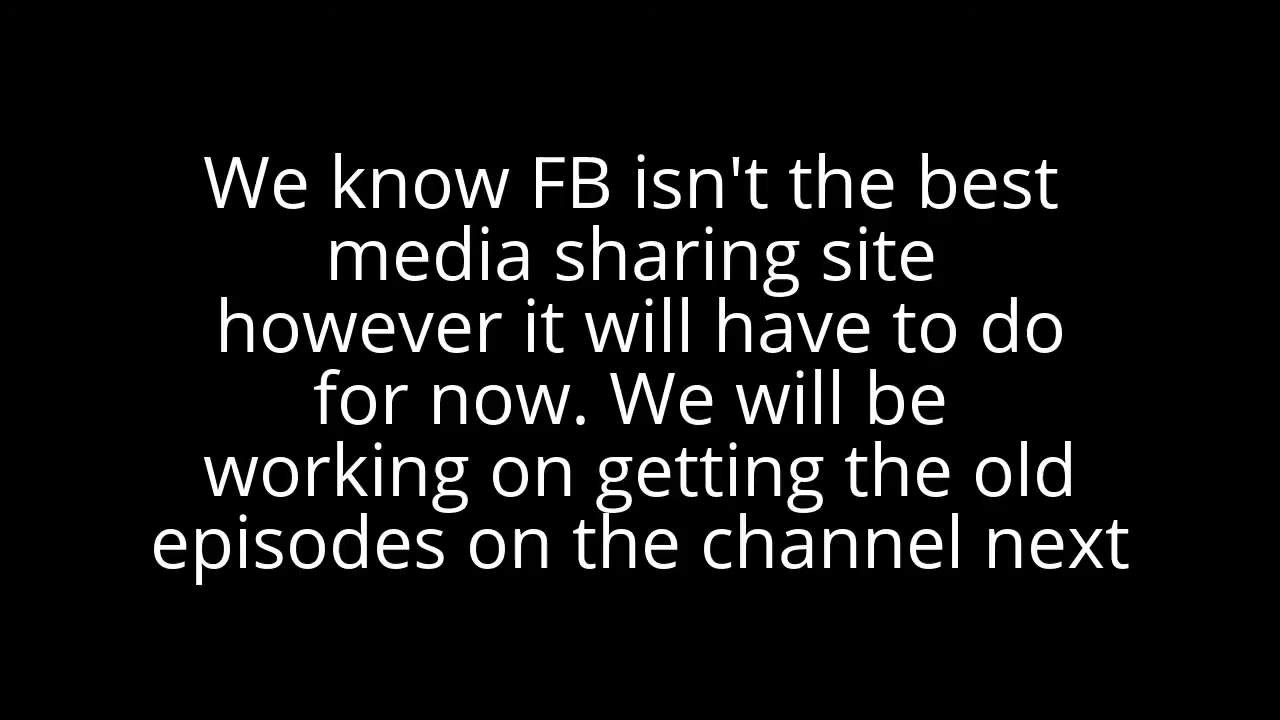 We know FB isn't the best
media sharing site
however it will have to do
for now. We will be
working on getting the old
episodes on the channel next